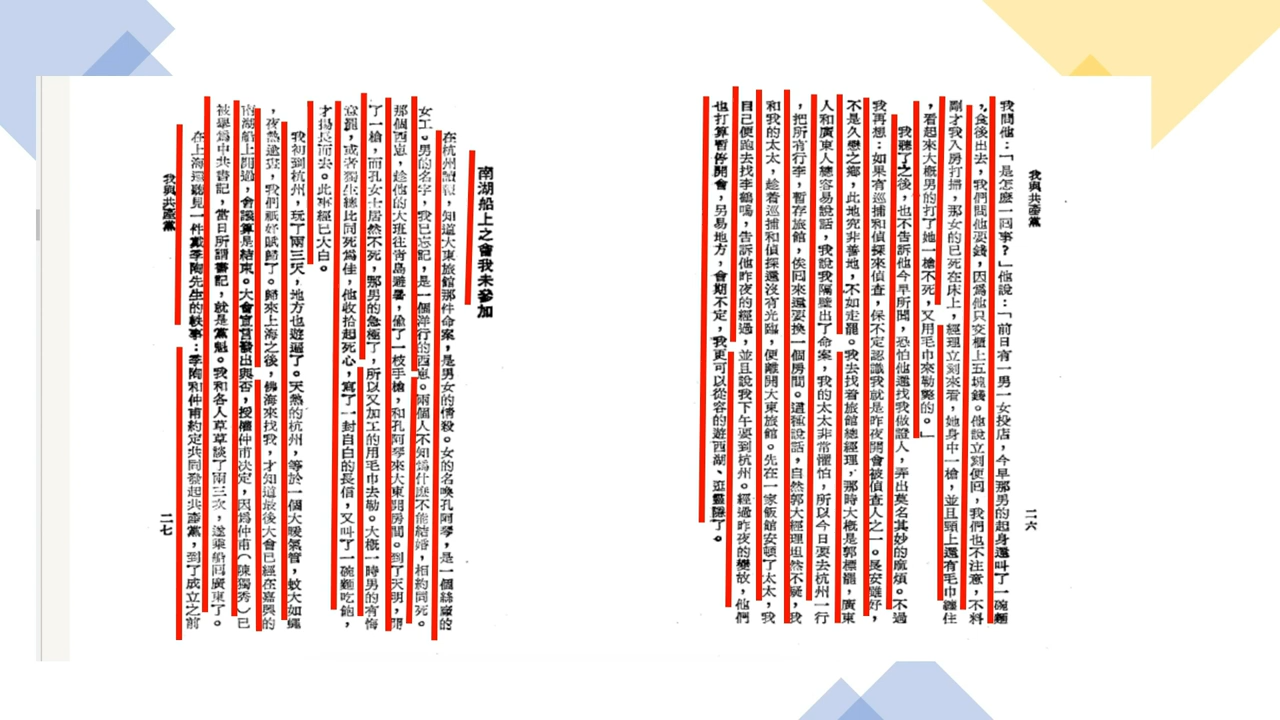 我與共產黨
二六
我問他：「是怎麼一回事？」他說：「前日有一男一女投店，今早那男的起身還叫了一碗麵
，食後出去，我們問他要錢，因爲他只交櫃上五塊錢。他說立刻便回，我們也不注意，不料
剛才我入房打掃，那女的已死在床上，經理立刻來看，她身中一槍，並且頸上還有毛巾纏住
，看起來大概男的打了她一槍不死，又用毛巾來勒斃的。」
我聽了之後，也不告訴他今早所聞，恐怕他還找我做證人，弄出莫名其妙的麻煩。不過
我再想：如果有巡捕和偵探來偵查，保不定認識我就是昨夜開會被偵查人之一。長安雖好，
不是久戀之鄉，此地究非善地，不如走罷。我去找着旅館總經理，那時大概是郭標罷，廣東
人和廣東人總容易說話，我說我隔壁出了命案，我的太太非常懼怕，所以今日要去杭州一行
，把所有行李，暫存旅館，俟回來還要換一個房間。這種說話，自然郭大經理坦然不疑，我
和我的太太，趁着巡捕和偵探還沒有光臨，便離開大東旅館。先在一家飯館安頓了太太，我
自己便跑去找李鶴鳴，告訴他昨夜的經過，並且說我下午要到杭州。經過昨夜的變故，他們
也打算暫停開會，另易地方，會期不定，我更可以從容的遊西湖、逛靈隱了。
南湖船上之會我未參加
在杭州讀報，知道大東旅館那件命案，是男女的情殺。女的名喚孔阿琴，是一個絲廠的
女工。男的名字，我已忘記，是一個洋行的西崽。兩個人不知爲什麼不能結婚，相約同死。
那個西崽，趁他的大班往青島遊暑，偷了一枝手槍，和孔阿琴來大東開房間。到了天明，開
了一槍，而孔女士居然不死，那男的急極了，所以又加工的用毛巾去勒。大概一時男的有悔
意罷，或者獨生總比同死爲佳，他收拾起死心，寫了一封自白的長信，又叫了一碗麵吃飽，
才揚長而去。此事經已大白。
我初到杭州，玩了兩三天，地方也遊遍了。天熱的杭州，等於一個大暖氣管，蚊大如蠅
，夜熱逾炎，我們祇好賦歸了。歸來上海之後，佛海來找我，才知道最後大會已經在嘉興的
南湖船上開過，會議算是結束。大會宣言發出與否，授權仲甫決定，因爲仲甫（陳獨秀）已
被舉爲中共書記，當日所謂書記，就是黨魁。我和各人草草談了兩三次，遂乘船回廣東了。
在上海還聽見一件戴季陶先生的軼事：季陶和仲甫約定共同發起共產黨，到了成立之前
我與共產黨
二七